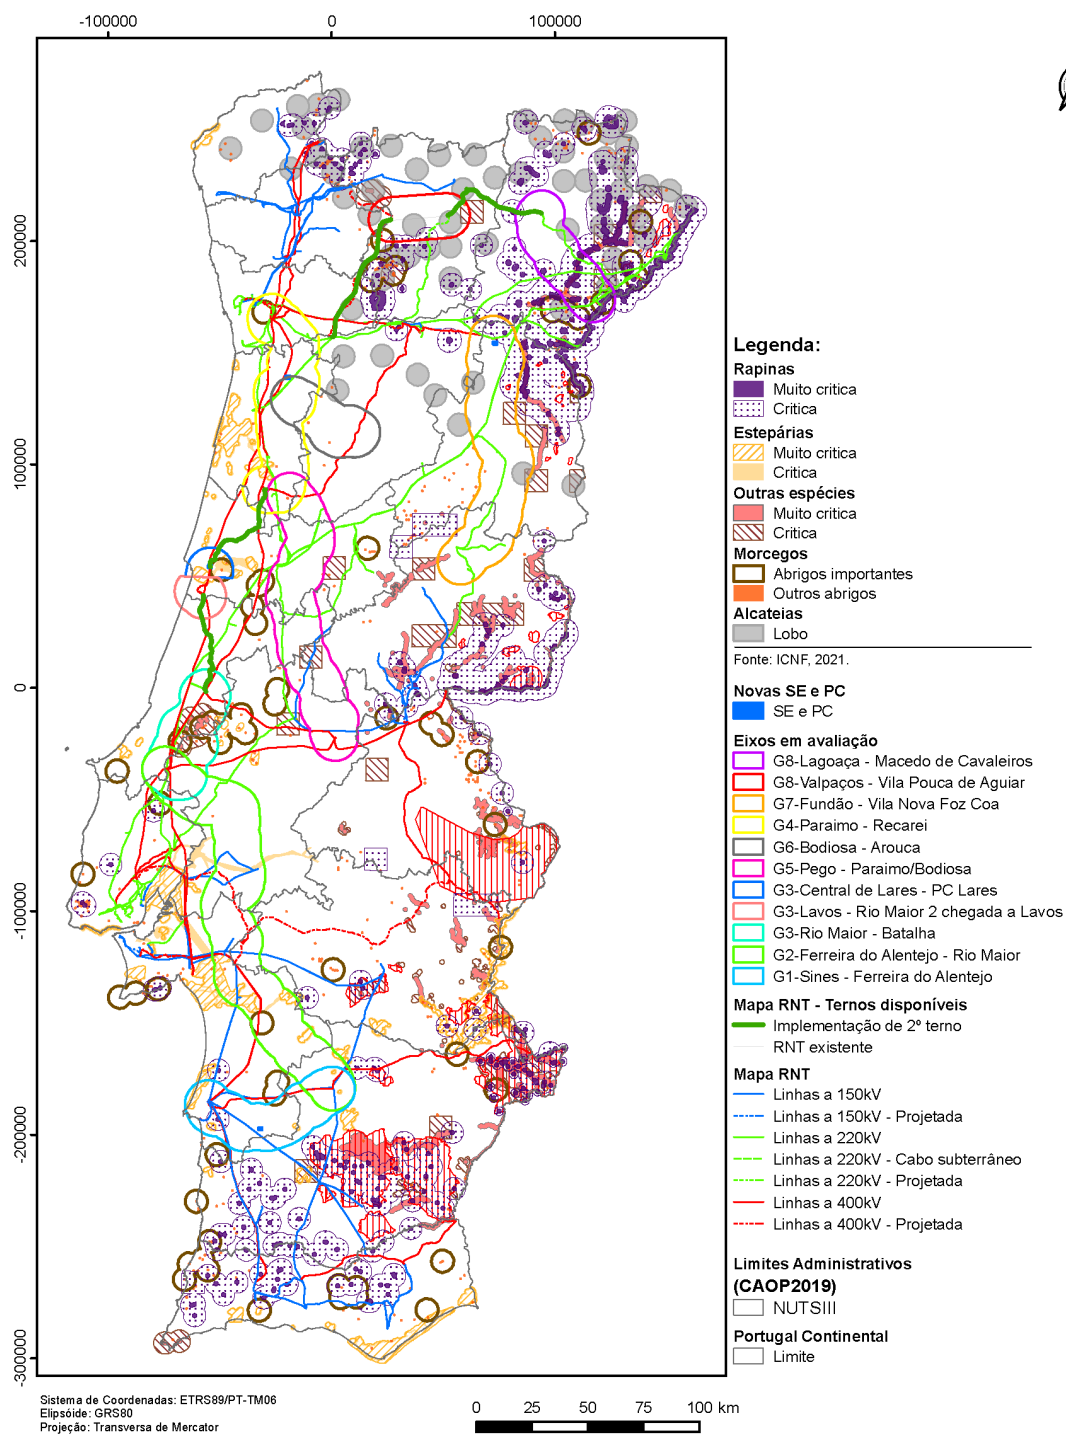 -100000
0
100000
200000
100000
0
-100000
-200000
-300000
Legenda:
Rapinas
Muito critica
Critica
Estepárias
Muito critica
Critica
Outras espécies
Muito critica
Critica
Morcegos
Abrigos importantes
Outros abrigos
Alcateias
Lobo
Fonte: ICNF, 2021.
Novas SE e PC
SE e PC
Eixos em avaliação
G8-Lagoaça - Macedo de Cavaleiros
G8-Valpaços - Vila Pouca de Aguiar
G7-Fundão - Vila Nova Foz Coa
G4-Paraimo - Recarei
G6-Bodiosa - Arouca
G5-Pego - Paraimo/Bodiosa
G3-Central de Lares - PC Lares
G3-Lavos - Rio Maior 2 chegada a Lavos
G3-Rio Maior - Batalha
G2-Ferreira do Alentejo - Rio Maior
G1-Sines - Ferreira do Alentejo
Mapa RNT - Ternos disponíveis
Implementação de 2º terno
RNT existente
Mapa RNT
Linhas a 150kV
Linhas a 150kV - Projetada
Linhas a 220kV
Linhas a 220kV - Cabo subterrâneo
Linhas a 220kV - Projetada
Linhas a 400kV
Linhas a 400kV - Projetada
Limites Administrativos
(CAOP2019)
NUTSIII
Portugal Continental
Limite
Sistema de Coordenadas: ETRS89/PT-TM06
Elipsóide: GRS80
Projeção: Transversa de Mercator
0 25 50 75 100 km